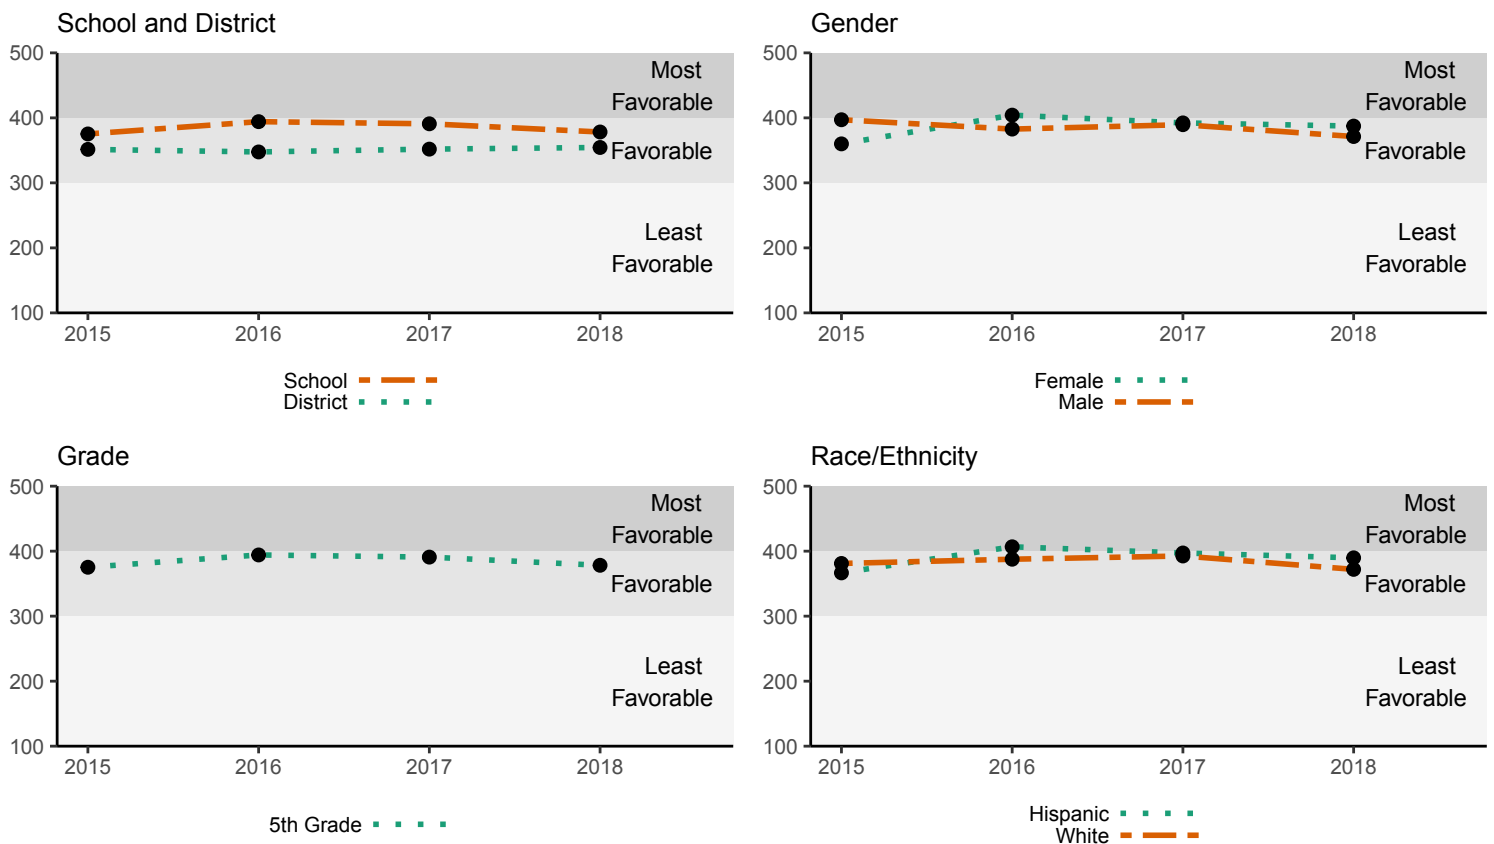 School and District
500
400
300
200
100
Most
Favorable
Favorable
Least
Favorable
2015 2016 2017 2018
School
District
Gender
500
400
300
200
100
Most
Favorable
Favorable
Least
Favorable
2015 2016 2017 2018
Female
Male
Grade
500
400
300
200
100
Most
Favorable
Favorable
Least
Favorable
2015 2016 2017 2018
5th Grade
Race/Ethnicity
500
400
300
200
100
Most
Favorable
Favorable
Least
Favorable
2015 2016 2017 2018
Hispanic
White